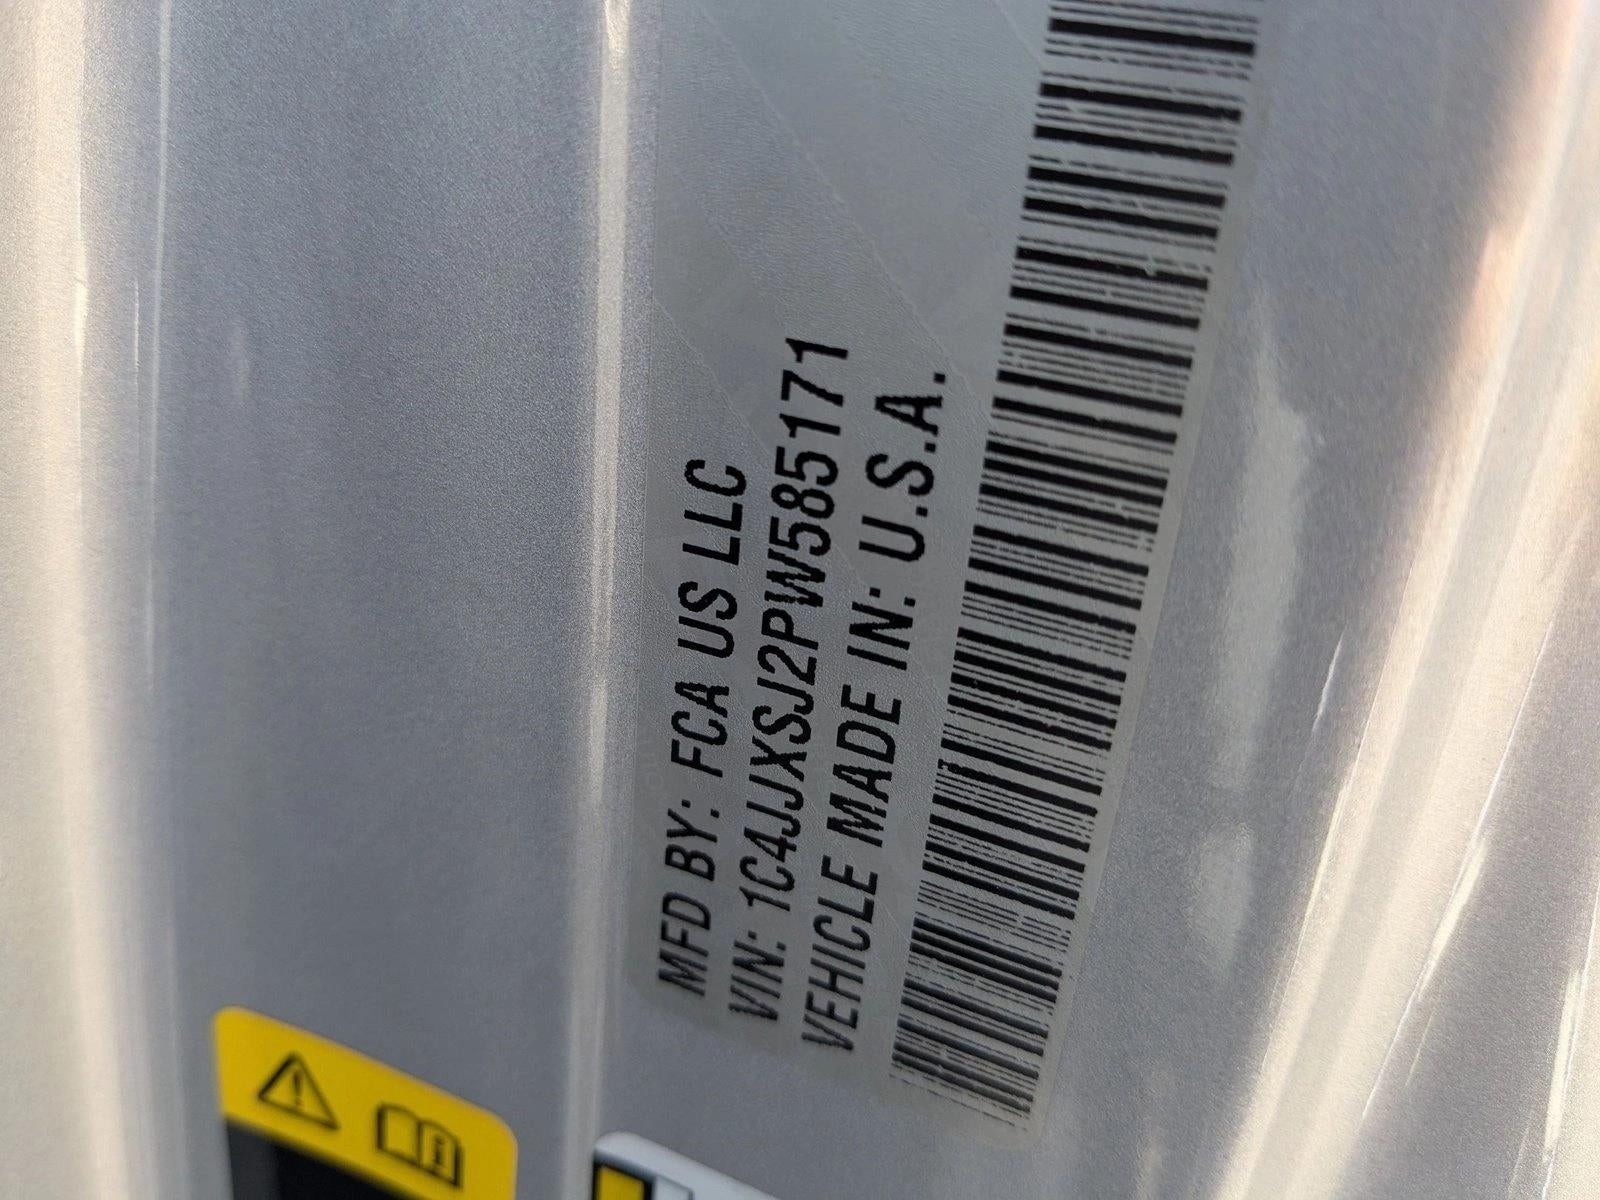 MFD BY: FCA US LLC
VIN: 1C4JJXSJ2PW585171
VEHICLE MADE IN: U.S.A.